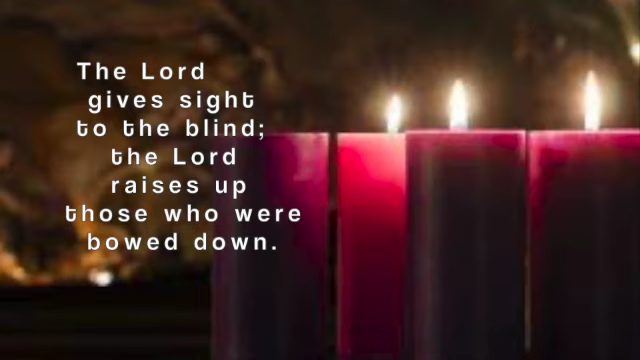 The Lord
gives sight
to the blind;
the Lord
raises up
those who were
bowed down.